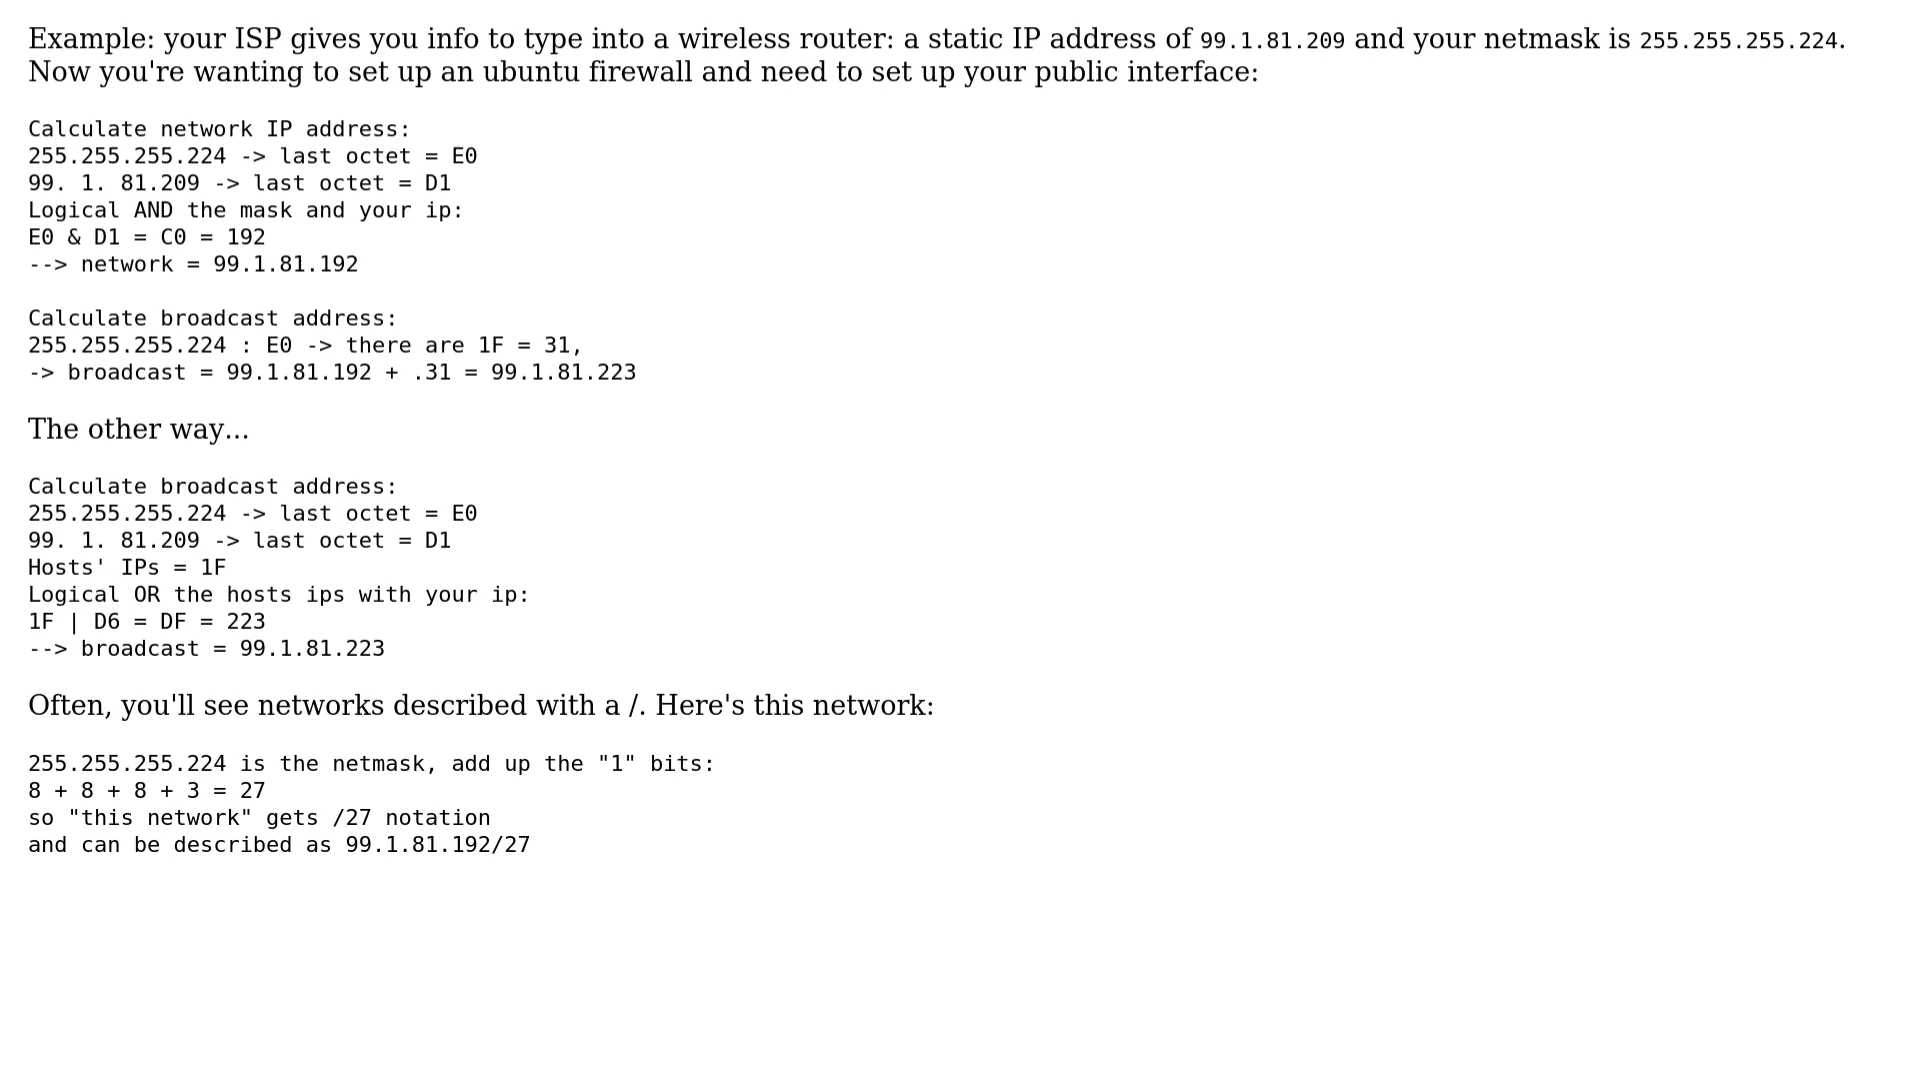 Example: your ISP gives you info to type into a wireless router: a static IP address of 99.1.81.209 and your netmask is 255.255.255.224.
Now you're wanting to set up an ubuntu firewall and need to set up your public interface:
Calculate network IP address:
255.255.255.224 -> last octet = E0
99. 1. 81.209 -> last octet = D1
Logical AND the mask and your ip:
E0 & D1 = C0 = 192
--> network = 99.1.81.192
Calculate broadcast address:
255.255.255.224 : E0 -> there are 1F = 31,
-> broadcast = 99.1.81.192 + .31 = 99.1.81.223
The other way...
Calculate broadcast address:
255.255.255.224 -> last octet = E0
99. 1. 81.209 -> last octet = D1
Hosts' IPs = 1F
Logical OR the hosts ips with your ip:
1F | D6 = DF = 223
--> broadcast = 99.1.81.223
Often, you'll see networks described with a /. Here's this network:
255.255.255.224 is the netmask, add up the "1" bits:
8 + 8 + 8 + 3 = 27
so "this network" gets /27 notation
and can be described as 99.1.81.192/27